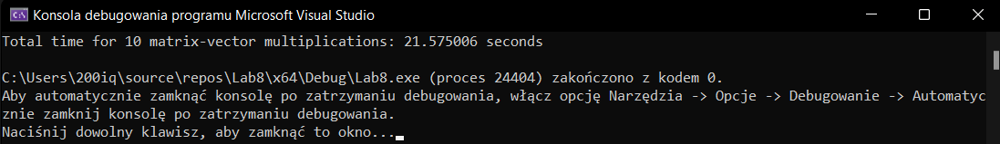 Konsola debugowania programu Microsoft Visual Studio
Total time for 10 matrix-vector multiplications: 21.575006 seconds
C:\Users\200iq\source\repos\Lab8\x64\Debug\Lab8.exe (proces 24404) zakończono z kodem 0.
Aby automatycznie zamknąć konsolę po zatrzymaniu debugowania, włącz opcję Narzędzia -> Opcje -> Debugowanie -> Automatyc
znie zamknij konsolę po zatrzymaniu debugowania.
Naciśnij dowolny klawisz, aby zamknąć to okno...